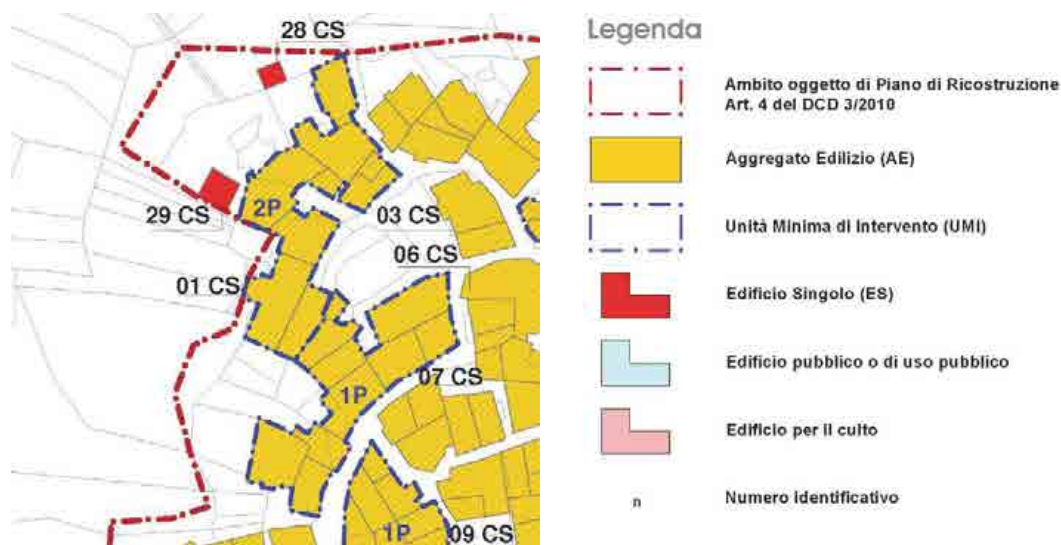 28 CS
2P
29 CS
03 CS
06 CS
01 CS
07 CS
1P
1P
09 CS
Legenda
Ambito oggetto di Piano di Ricostruzione
Art. 4 del DCD 3/2010
Aggregato Edilizio (AE)
Unità Minima di Intervento (UMI)
Edificio Singolo (ES)
Edificio pubblico o di uso pubblico
Edificio per il culto
n
Numero identificativo